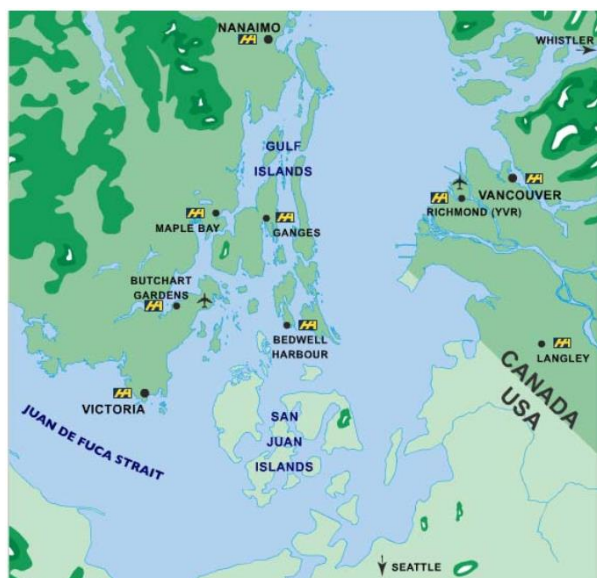 NANAIMO
WHISTLER
GULF
ISLANDS
VANCOUVER
RICHMOND (YVR)
MAPLE BAY
GANGES
BUTCHART
GARDENS
BEDWELL
HARBOUR
LANGLEY
CANADA
USA
VICTORIA
SAN
JUAN
ISLANDS
JUAN DE FUCA STRAIT
SEATTLE